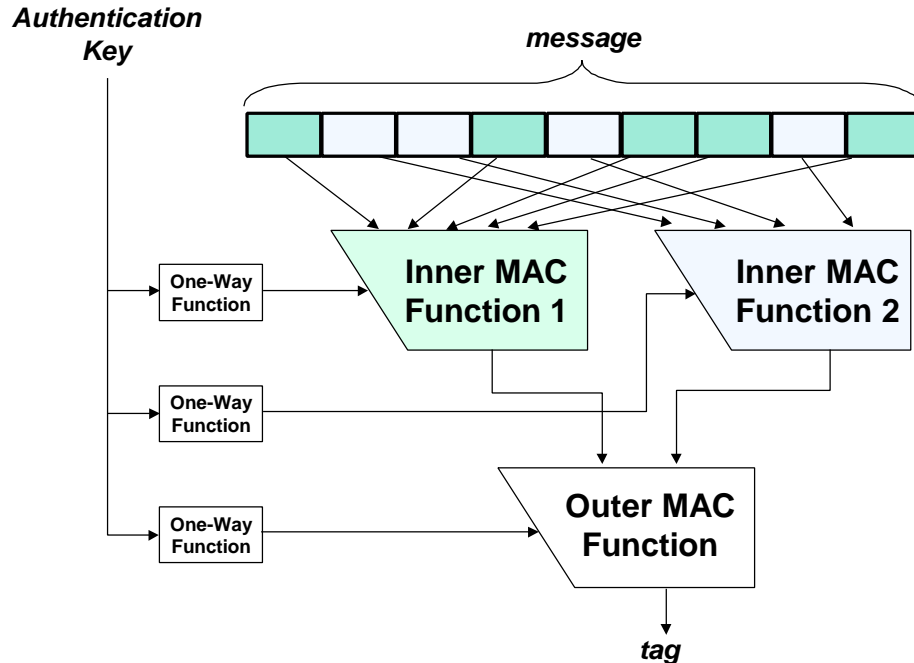 Authentication
Key
message
One-Way
Function
Inner MAC
Function 1
Inner MAC
Function 2
One-Way
Function
One-Way
Function
Outer MAC
Function
tag